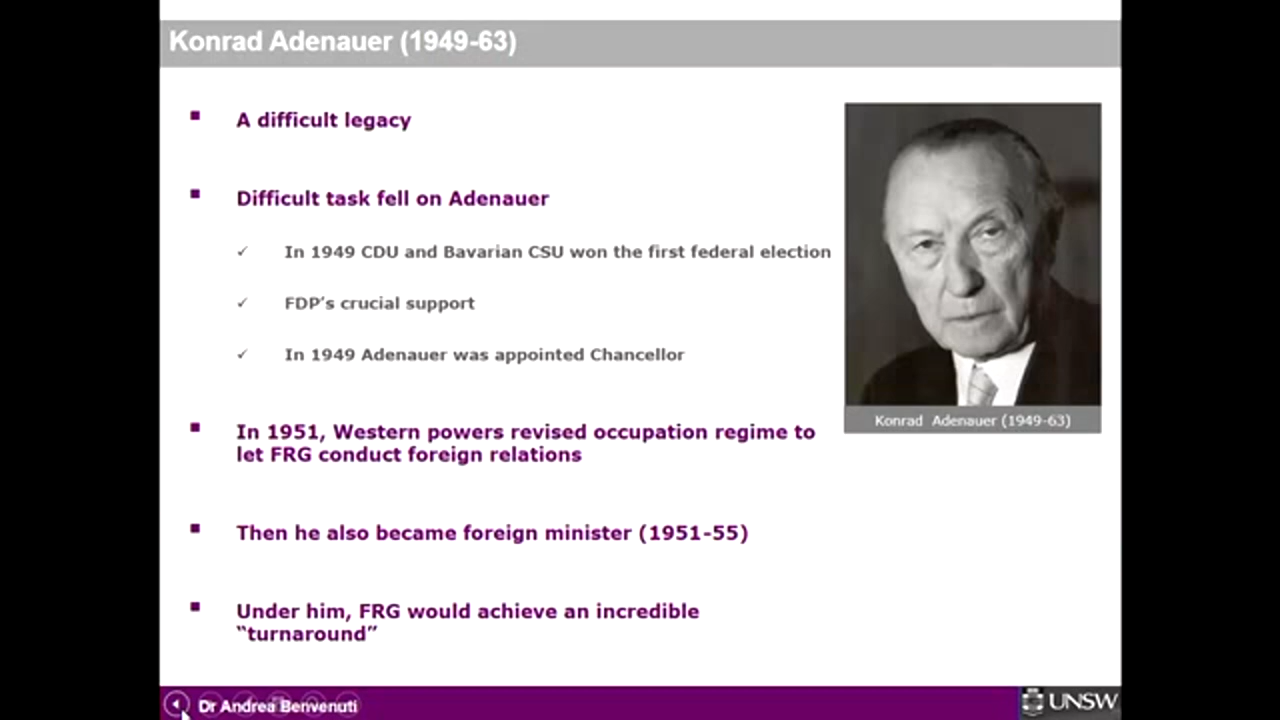 Konrad Adenauer (1949-63)
A difficult legacy
Difficult task fell on Adenauer
In 1949 CDU and Bavarian CSU won the first federal election
FDP’s crucial support
In 1949 Adenauer was appointed Chancellor
In 1951, Western powers revised occupation regime to
let FRG conduct foreign relations
Then he also became foreign minister (1951-55)
Under him, FRG would achieve an incredible
“turnaround”
Konrad Adenauer (1949-63)
Dr Andrea Benvenuti
UNSW